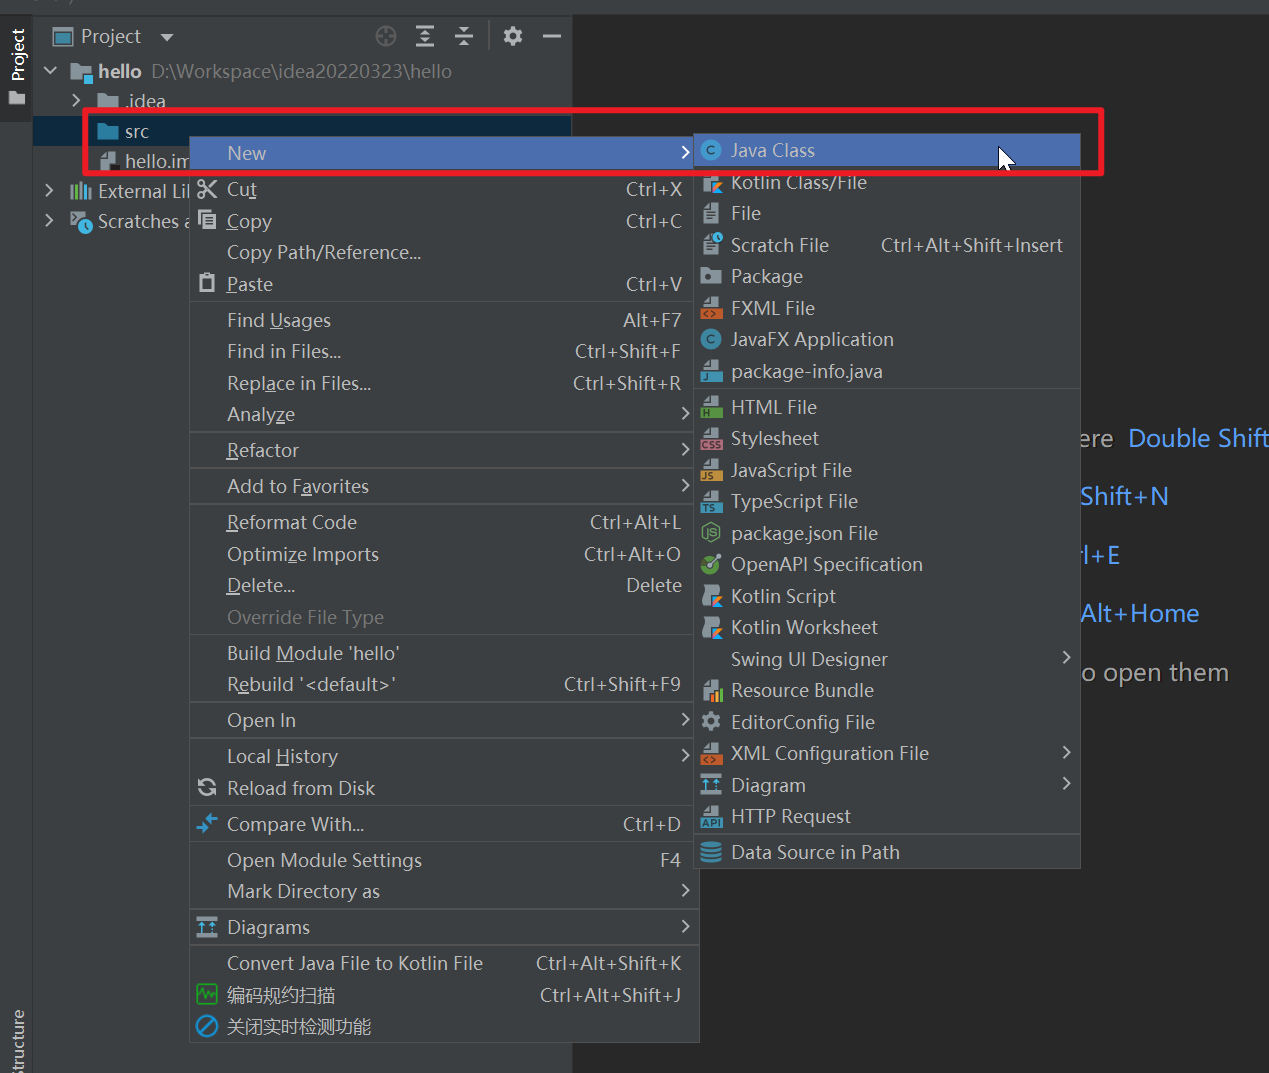 Project
Project
hello D:\Workspace\idea20220323\hello
.idea
src
hello.im
External Lil
Scratches a
New
Cut Ctrl+X
Copy Ctrl+C
Copy Path/Reference...
Paste Ctrl+V
Find Usages Alt+F7
Find in Files... Ctrl+Shift+F
Replace in Files... Ctrl+Shift+R
Analyze
Refactor
Add to Favorites
Reformat Code Ctrl+Alt+L
Optimize Imports Ctrl+Alt+O
Delete... Delete
Override File Type
Build Module 'hello'
Rebuild '<default>' Ctrl+Shift+F9
Open In
Local History
Reload from Disk
Compare With... Ctrl+D
Open Module Settings F4
Mark Directory as
Diagrams
Convert Java File to Kotlin File Ctrl+Alt+Shift+K
编码规约扫描 Ctrl+Alt+Shift+J
关闭实时检测功能
Java Class
Kotlin Class/File
File
Scratch File Ctrl+Alt+Shift+Insert
Package
FXML File
JavaFX Application
package-info.java
HTML File
Stylesheet
JavaScript File
TypeScript File
package.json File
OpenAPI Specification
Kotlin Script
Kotlin Worksheet
Swing UI Designer
Resource Bundle
EditorConfig File
XML Configuration File
Diagram
HTTP Request
Data Source in Path
ere Double Shift
Shift+N
rl+E
Alt+Home
o open them
Structure